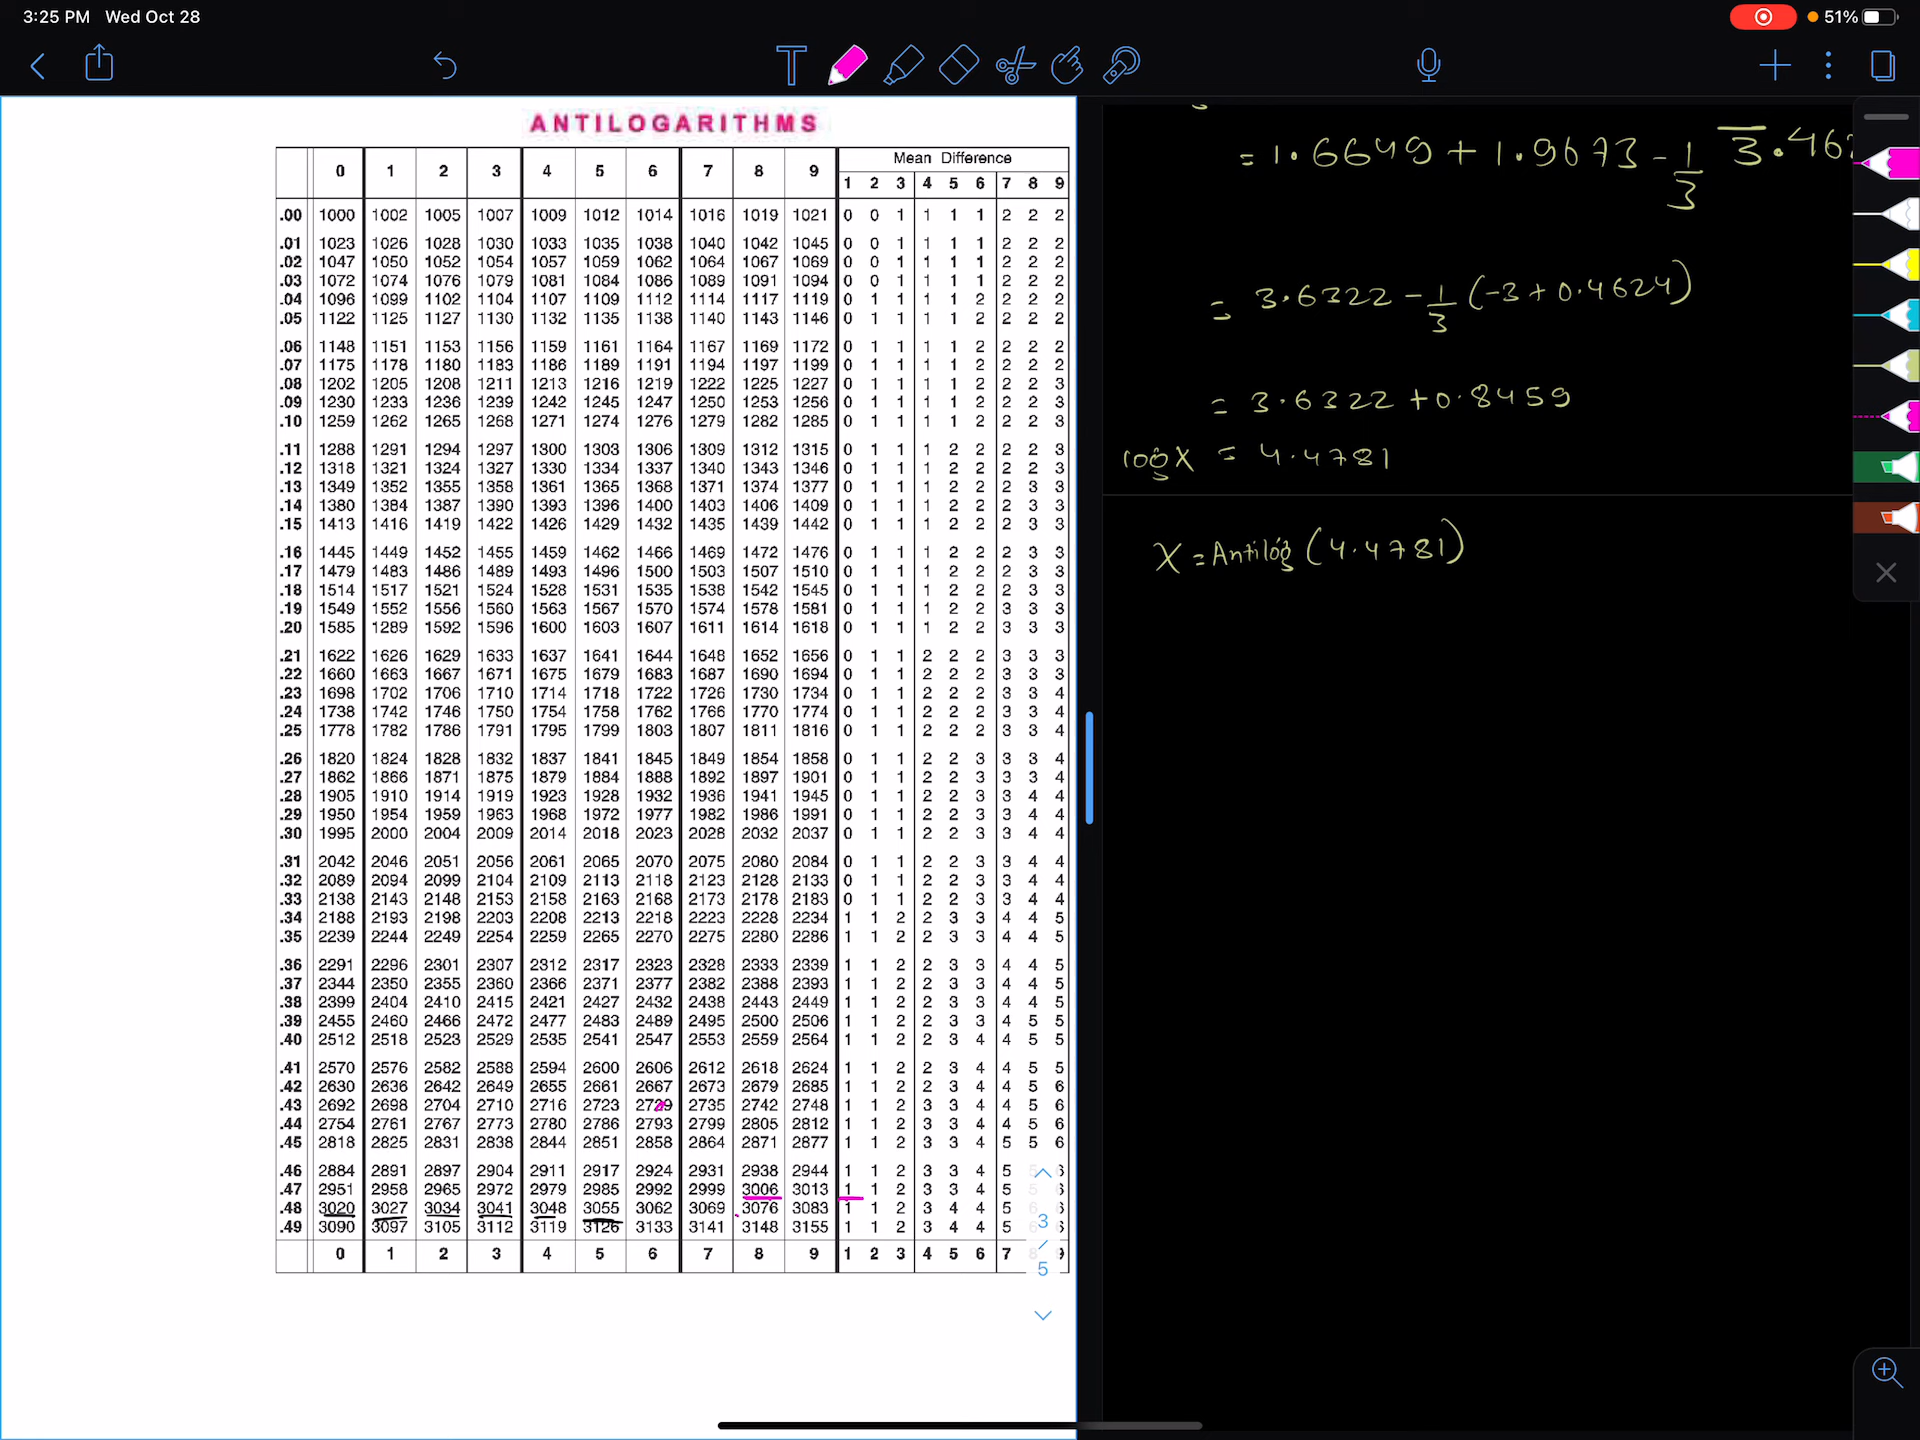 3:25 PM Wed Oct 28
51%
ANTILOGARITHMS
Mean Difference
0 1 2 3 4 5 6 7 8 9 1 2 3 4 5 6 7 8 9
.00 1000 1002 1005 1007 1009 1012 1014 1016 1019 1021 0 0 1 1 1 1 2 2 2
.01 1023 1026 1028 1030 1033 1035 1038 1040 1042 1045 0 0 1 1 1 1 2 2 2
.02 1047 1050 1052 1054 1057 1059 1062 1064 1067 1069 0 0 1 1 1 1 2 2 2
.03 1072 1074 1076 1079 1081 1084 1086 1089 1091 1094 0 0 1 1 1 1 2 2 2
.04 1096 1099 1102 1104 1107 1109 1112 1114 1117 1119 0 1 1 1 1 2 2 2 2
.05 1122 1125 1127 1130 1132 1135 1138 1140 1143 1146 0 1 1 1 1 2 2 2 2
.06 1148 1151 1153 1156 1159 1161 1164 1167 1169 1172 0 1 1 1 1 2 2 2 2
.07 1175 1178 1180 1183 1186 1189 1191 1194 1197 1199 0 1 1 1 1 2 2 2 2
.08 1202 1205 1208 1211 1213 1216 1219 1222 1225 1227 0 1 1 1 1 2 2 2 3
.09 1230 1233 1236 1239 1242 1245 1247 1250 1253 1256 0 1 1 1 1 2 2 2 3
.10 1259 1262 1265 1268 1271 1274 1276 1279 1282 1285 0 1 1 1 1 2 2 2 3
.11 1288 1291 1294 1297 1300 1303 1306 1309 1312 1315 0 1 1 1 2 2 2 2 3
.12 1318 1321 1324 1327 1330 1334 1337 1340 1343 1346 0 1 1 1 2 2 2 2 3
.13 1349 1352 1355 1358 1361 1365 1368 1371 1374 1377 0 1 1 1 2 2 2 3 3
.14 1380 1384 1387 1390 1393 1396 1400 1403 1406 1409 0 1 1 1 2 2 2 3 3
.15 1413 1416 1419 1422 1426 1429 1432 1435 1439 1442 0 1 1 1 2 2 2 3 3
.16 1445 1449 1452 1455 1459 1462 1466 1469 1472 1476 0 1 1 1 2 2 2 3 3
.17 1479 1483 1486 1489 1493 1496 1500 1503 1507 1510 0 1 1 1 2 2 2 3 3
.18 1514 1517 1521 1524 1528 1531 1535 1538 1542 1545 0 1 1 1 2 2 2 3 3
.19 1549 1552 1556 1560 1563 1567 1570 1574 1578 1581 0 1 1 1 2 2 3 3 3
.20 1585 1289 1592 1596 1600 1603 1607 1611 1614 1618 0 1 1 1 2 2 3 3 3
.21 1622 1626 1629 1633 1637 1641 1644 1648 1652 1656 0 1 1 2 2 2 3 3 3
.22 1660 1663 1667 1671 1675 1679 1683 1687 1690 1694 0 1 1 2 2 2 3 3 3
.23 1698 1702 1706 1710 1714 1718 1722 1726 1730 1734 0 1 1 2 2 2 3 3 4
.24 1738 1742 1746 1750 1754 1758 1762 1766 1770 1774 0 1 1 2 2 2 3 3 4
.25 1778 1782 1786 1791 1795 1799 1803 1807 1811 1816 0 1 1 2 2 2 3 3 4
.26 1820 1824 1828 1832 1837 1841 1845 1849 1854 1858 0 1 1 2 2 3 3 3 4
.27 1862 1866 1871 1875 1879 1884 1888 1892 1897 1901 0 1 1 2 2 3 3 3 4
.28 1905 1910 1914 1919 1923 1928 1932 1936 1941 1945 0 1 1 2 2 3 3 4 4
.29 1950 1954 1959 1963 1968 1972 1977 1982 1986 1991 0 1 1 2 2 3 3 4 4
.30 1995 2000 2004 2009 2014 2018 2023 2028 2032 2037 0 1 1 2 2 3 3 4 4
.31 2042 2046 2051 2056 2061 2065 2070 2075 2080 2084 0 1 1 2 2 3 3 4 4
.32 2089 2094 2099 2104 2109 2113 2118 2123 2128 2133 0 1 1 2 2 3 3 4 4
.33 2138 2143 2148 2153 2158 2163 2168 2173 2178 2183 0 1 1 2 2 3 3 4 4
.34 2188 2193 2198 2203 2208 2213 2218 2223 2228 2234 1 1 2 2 3 3 4 4 5
.35 2239 2244 2249 2254 2259 2265 2270 2275 2280 2286 1 1 2 2 3 3 4 4 5
.36 2291 2296 2301 2307 2312 2317 2323 2328 2333 2339 1 1 2 2 3 3 4 4 5
.37 2344 2350 2355 2360 2366 2371 2377 2382 2388 2393 1 1 2 2 3 3 4 4 5
.38 2399 2404 2410 2415 2421 2427 2432 2438 2443 2449 1 1 2 2 3 3 4 4 5
.39 2455 2460 2466 2472 2477 2483 2489 2495 2500 2506 1 1 2 2 3 3 4 5 5
.40 2512 2518 2523 2529 2535 2541 2547 2553 2559 2564 1 1 2 2 3 4 4 5 5
.41 2570 2576 2582 2588 2594 2600 2606 2612 2618 2624 1 1 2 2 3 4 4 5 5
.42 2630 2636 2642 2649 2655 2661 2667 2673 2679 2685 1 1 2 2 3 4 4 5 6
.43 2692 2698 2704 2710 2716 2723 2729 2735 2742 2748 1 1 2 3 3 4 4 5 6
.44 2754 2761 2767 2773 2780 2786 2793 2799 2805 2812 1 1 2 3 3 4 4 5 6
.45 2818 2825 2831 2838 2844 2851 2858 2864 2871 2877 1 1 2 3 3 4 5 5 6
.46 2884 2891 2897 2904 2911 2917 2924 2931 2938 2944 1 1 2 3 3 4 5
.47 2951 2958 2965 2972 2979 2985 2992 2999 3006 3013 1 1 2 3 3 4 5
.48 3020 3027 3034 3041 3048 3055 3062 3069 3076 3083 1 1 2 3 4 4 5
.49 3090 3097 3105 3112 3119 3126 3133 3141 3148 3155 1 1 2 3 4 4 5
0 1 2 3 4 5 6 7 8 9 1 2 3 4 5 6 7
3/5
= 1.6649 + 1.9673 - 1/3 3̅.462
= 3.6322 - 1/3 (-3 + 0.4624)
= 3.6322 + 0.8459
log X = 4.4781
X = Antilog (4.4781)